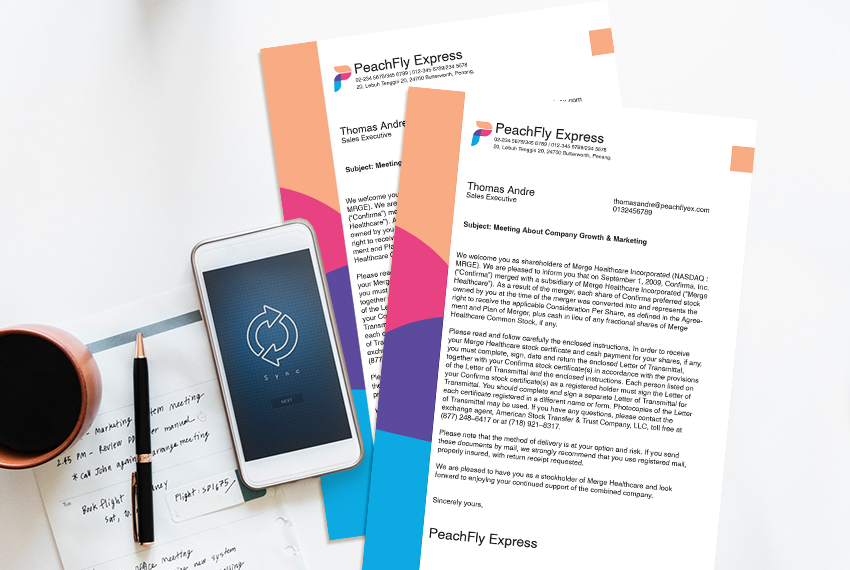 PeachFly Express
02-234 5678/345 6789 | 012-345 6789/234 5678
20, Lebuh Tenggiri 20, 24700 Butterworth, Penang.
Thomas Andre
Sales Executive
Subject: Meeting
We welcome you
MRGE). We are
("Confirma") me
Healthcare"). A
owned by you
right to receive
ment and Plan
Healthcare C
Please rea
your Merg
you must
together
of the Le
your Co
Transm
each c
of Tran
exch
(877
PeachFly Express
02-234 5678/345 6789 | 012-345 6789/234 5678
20, Lebuh Tenggiri 20, 24700 Butterworth, Penang.
Thomas Andre
Sales Executive
thomasandre@peachflyex.com
0132456789
Subject: Meeting About Company Growth & Marketing
We welcome you as shareholders of Merge Healthcare Incorporated (NASDAQ :
MRGE). We are pleased to inform you that on September 1, 2009, Confirma, Inc.
("Confirma") merged with a subsidiary of Merge Healthcare Incorporated ("Merge
Healthcare"). As a result of the merger, each share of Confirma preferred stock
owned by you at the time of the merger was converted into and represents the
right to receive the applicable Consideration Per Share, as defined in the Agree-
ment and Plan of Merger, plus cash in lieu of any fractional shares of Merge
Healthcare Common Stock, if any.
Please read and follow carefully the enclosed instructions. In order to receive
your Merge Healthcare stock certificate and cash payment for your shares, if any,
you must complete, sign, date and return the enclosed Letter of Transmittal,
together with your Confirma stock certificate(s) in accordance with the provisions
of the Letter of Transmittal and the enclosed instructions. Each person listed on
your Confirma stock certificate(s) as a registered holder must sign the Letter of
Transmittal. You should complete and sign a separate Letter of Transmittal for
each certificate registered in a different name or form. Photocopies of the Letter
of Transmittal may be used. If you have any questions, please contact the
exchange agent, American Stock Transfer & Trust Company, LLC, toll free at
(877) 248–6417 or at (718) 921–8317.
Please note that the method of delivery is at your option and risk. If you send
these documents by mail, we strongly recommend that you use registered mail,
properly insured, with return receipt requested.
We are pleased to have you as a stockholder of Merge Healthcare and look
forward to enjoying your continued support of the combined company.
Sincerely yours,
PeachFly Express
Sync
NEXT
- Marketing team meeting
2.45 PM - Review manual
* Call John again arrange meeting
To
Book flight
Sat,
Flight: SP1675
office meeting
new system